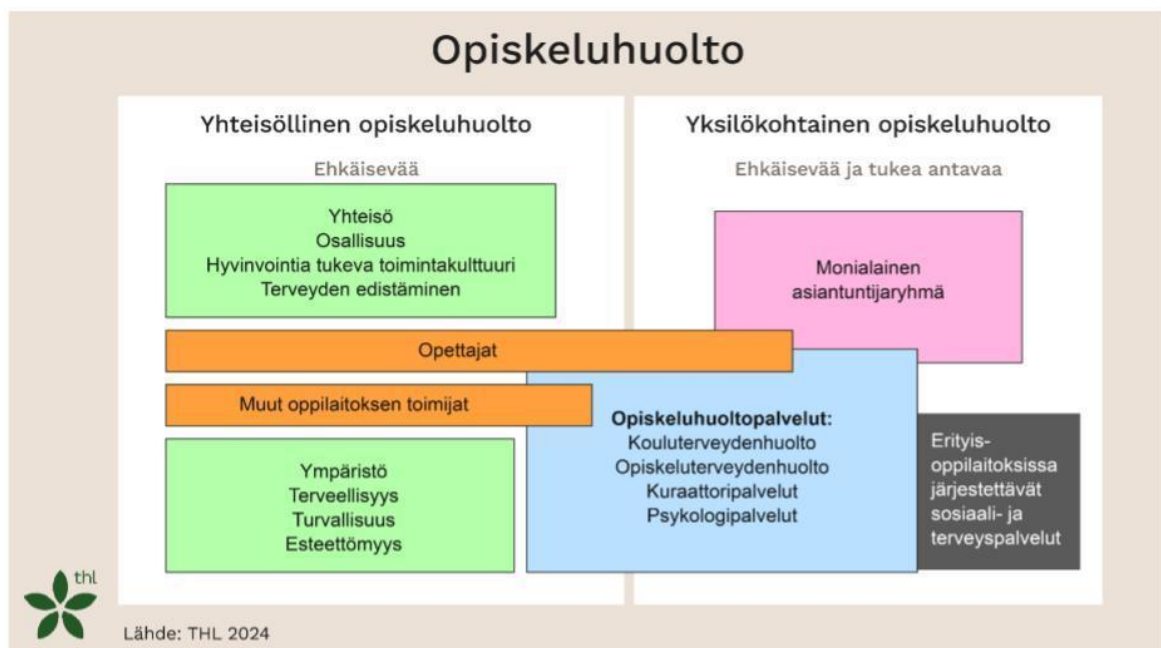 Opiskeluhuolto
Yhteisöllinen opiskeluhuolto
Ehkäisevää
Yhteisö
Osallisuus
Hyvinvointia tukeva toimintakulttuuri
Terveyden edistäminen
Opettajat
Muut oppilaitoksen toimijat
Ympäristö
Terveellisyys
Turvallisuus
Esteettömyys
Yksilökohtainen opiskeluhuolto
Ehkäisevää ja tukea antavaa
Monialainen
asiantuntijaryhmä
Opiskeluhuoltopalvelut:
Kouluterveydenhuolto
Opiskeluterveydenhuolto
Kuraattoripalvelut
Psykologipalvelut
Erityis-
oppilaitoksissa
järjestettävät
sosiaali- ja
terveyspalvelut
thl
Lähde: THL 2024